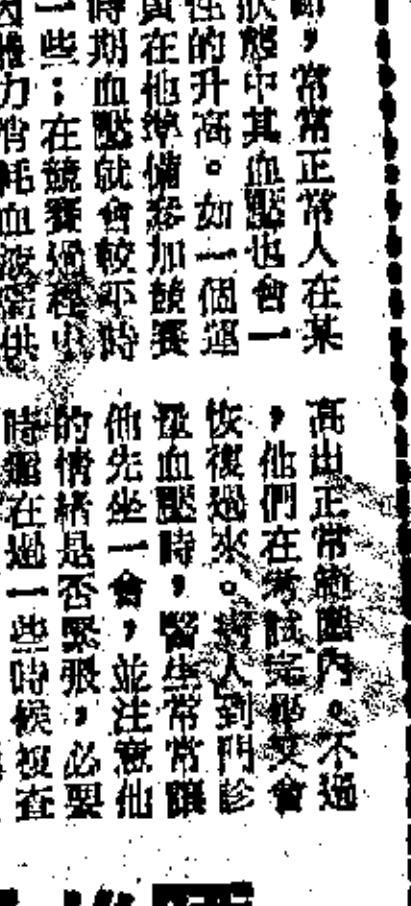 節，常常正常人在某
狀態中其血壓也會一
性的升高。如一個運
員在他準備參加競賽
時期血壓就會較平時
一些；在競賽過程中
因體力消耗血液需供
高出正常範圍內。不過
，他們在考試完畢又會
恢復過來。病人到門診
量血壓時，醫生常常讓
他先坐一會，並注意他
的情緒是否緊張，必要
時還在過一些時候復查